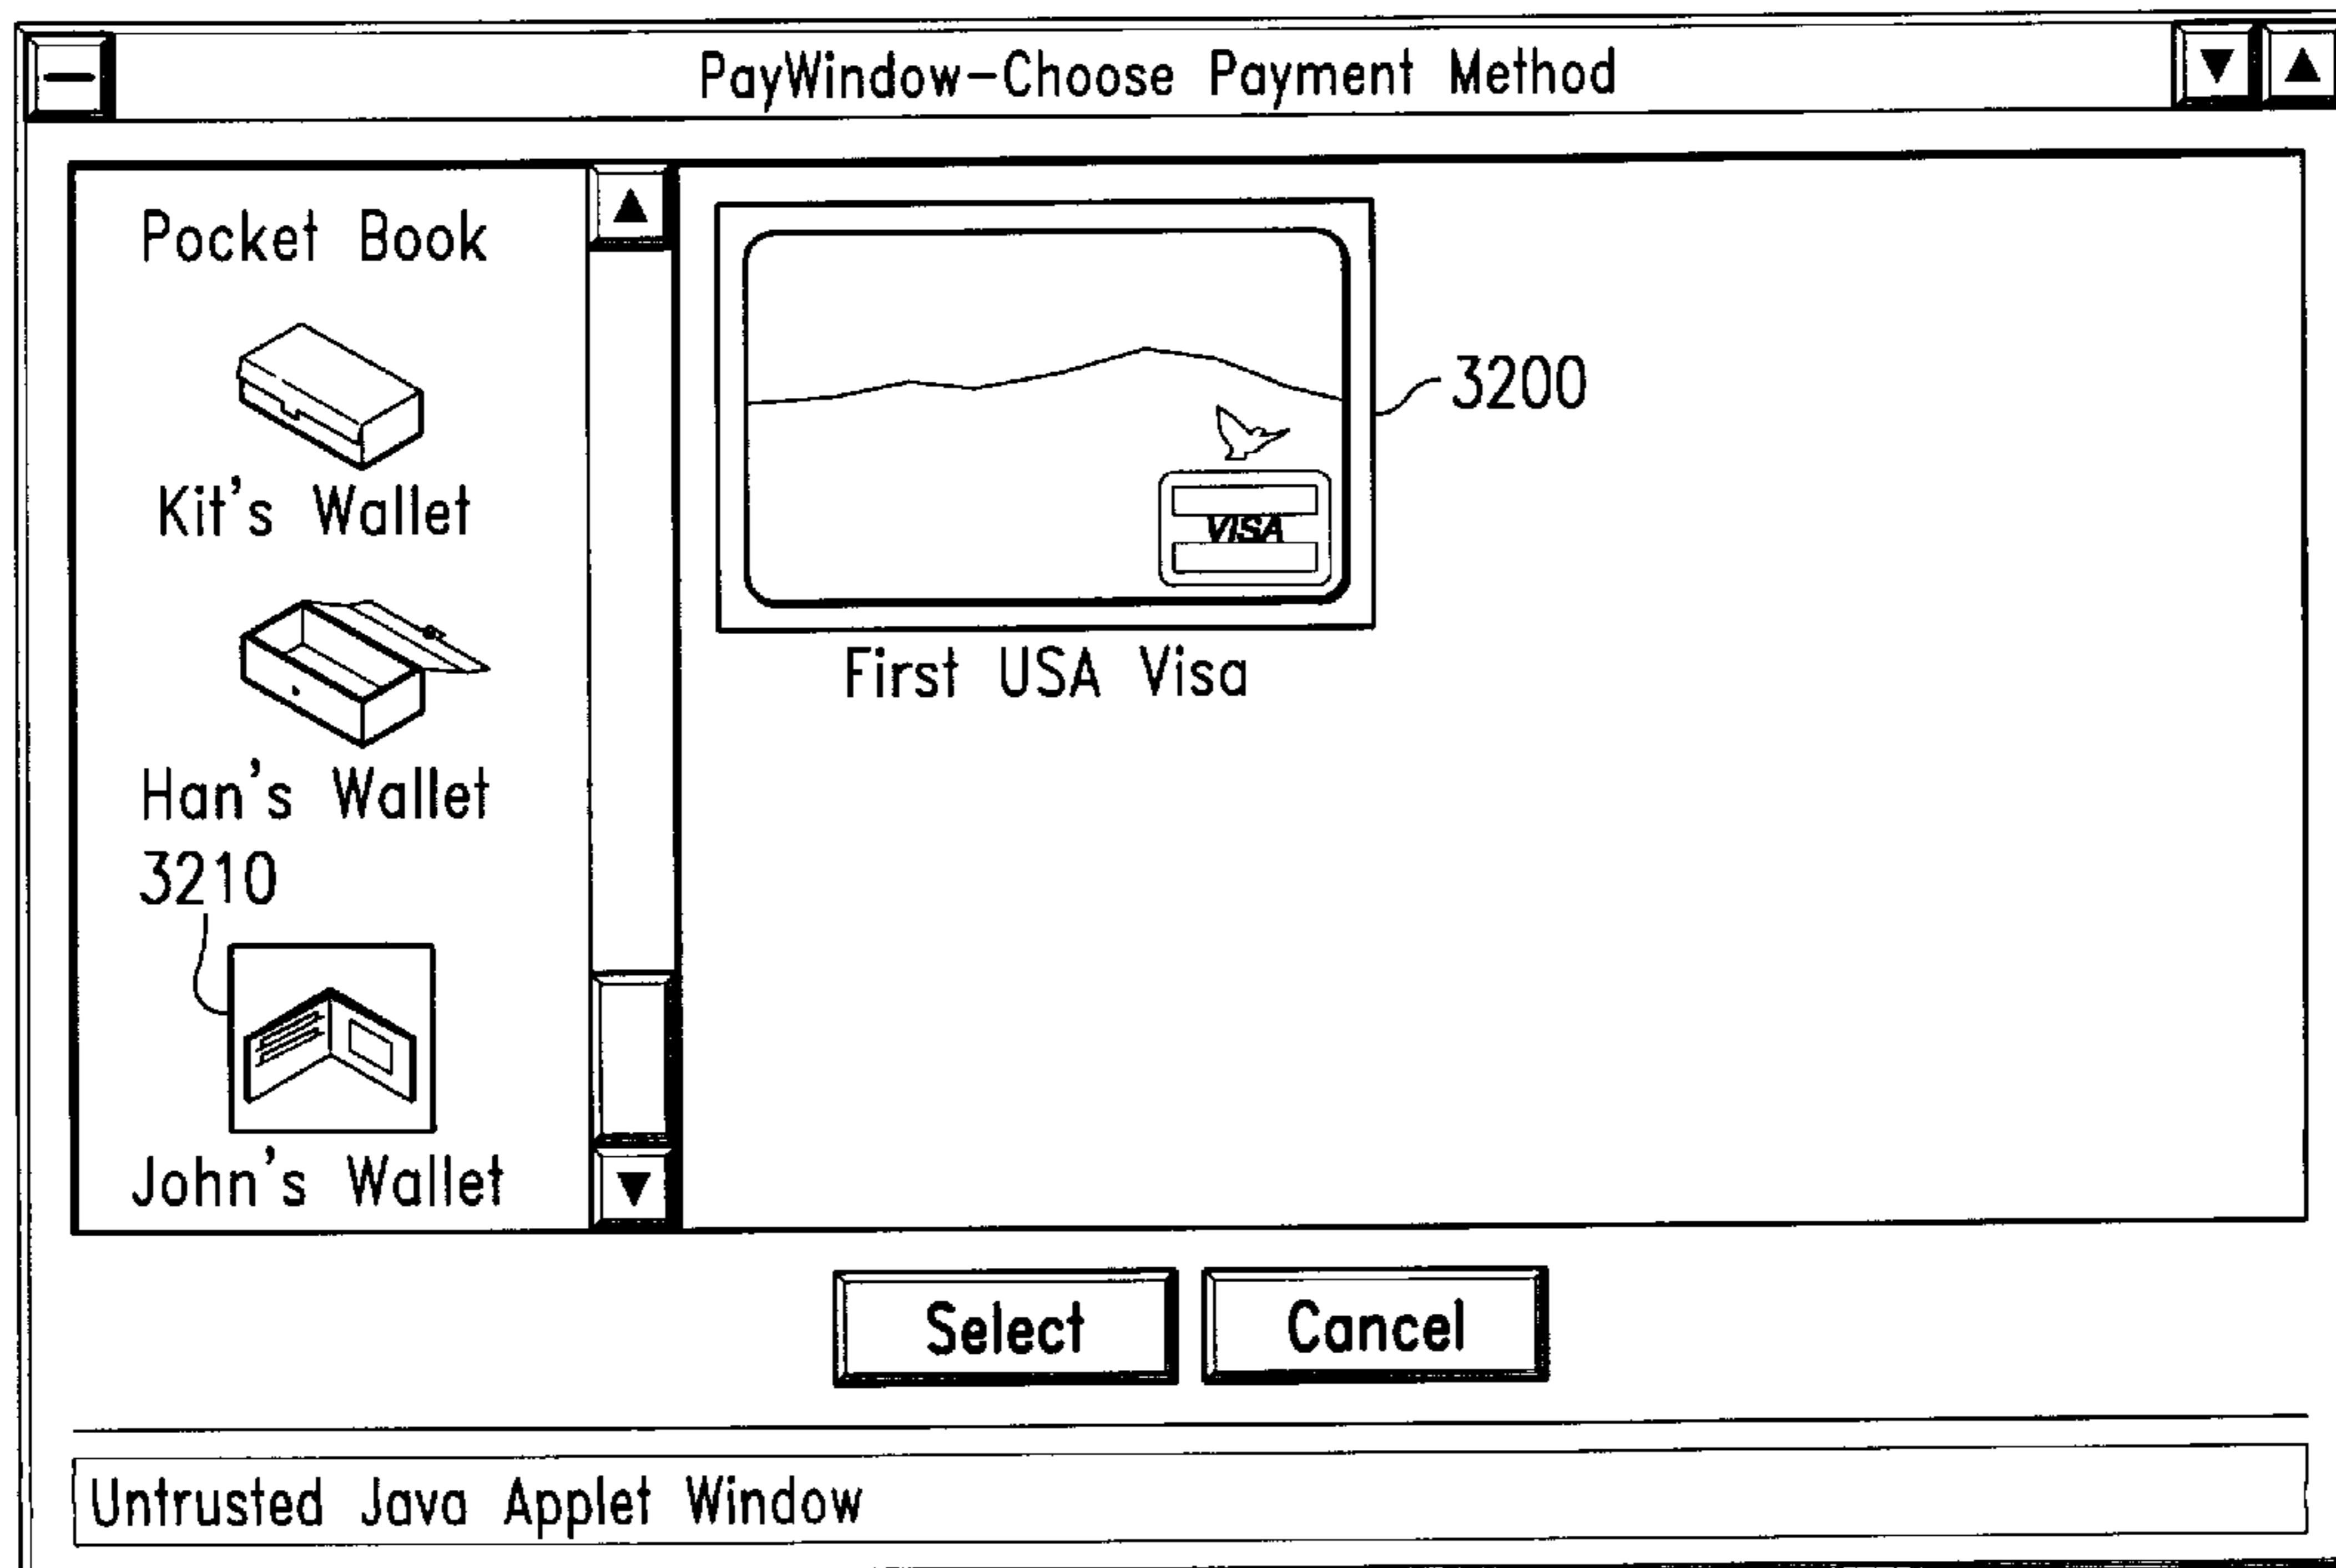 PayWindow-Choose Payment Method
Pocket Book
Kit's Wallet
Han's Wallet
3210
John's Wallet
VISA
3200
First USA Visa
Select
Cancel
Untrusted Java Applet Window